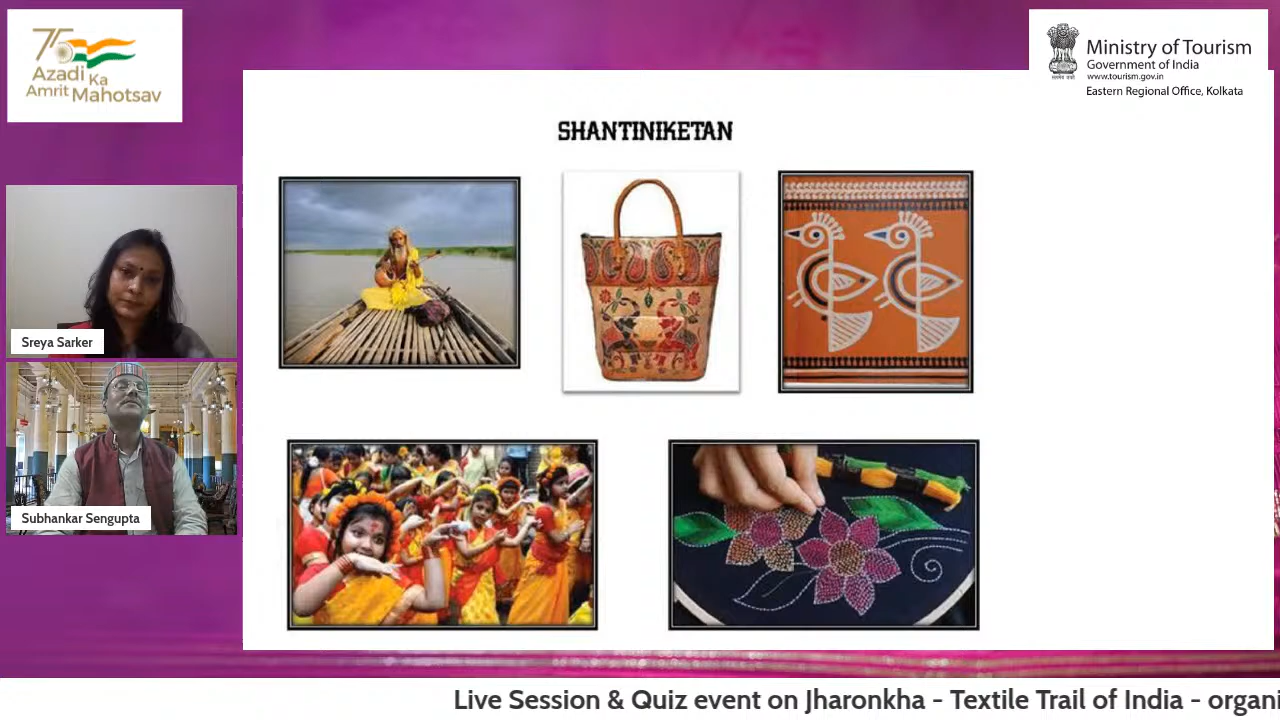 75
Azadi Ka
Amrit Mahotsav
Ministry of Tourism
Government of India
www.tourism.gov.in
Eastern Regional Office, Kolkata
SHANTINIKETAN
Sreya Sarker
Subhankar Sengupta
Live Session & Quiz event on Jharonkha - Textile Trail of India - organi